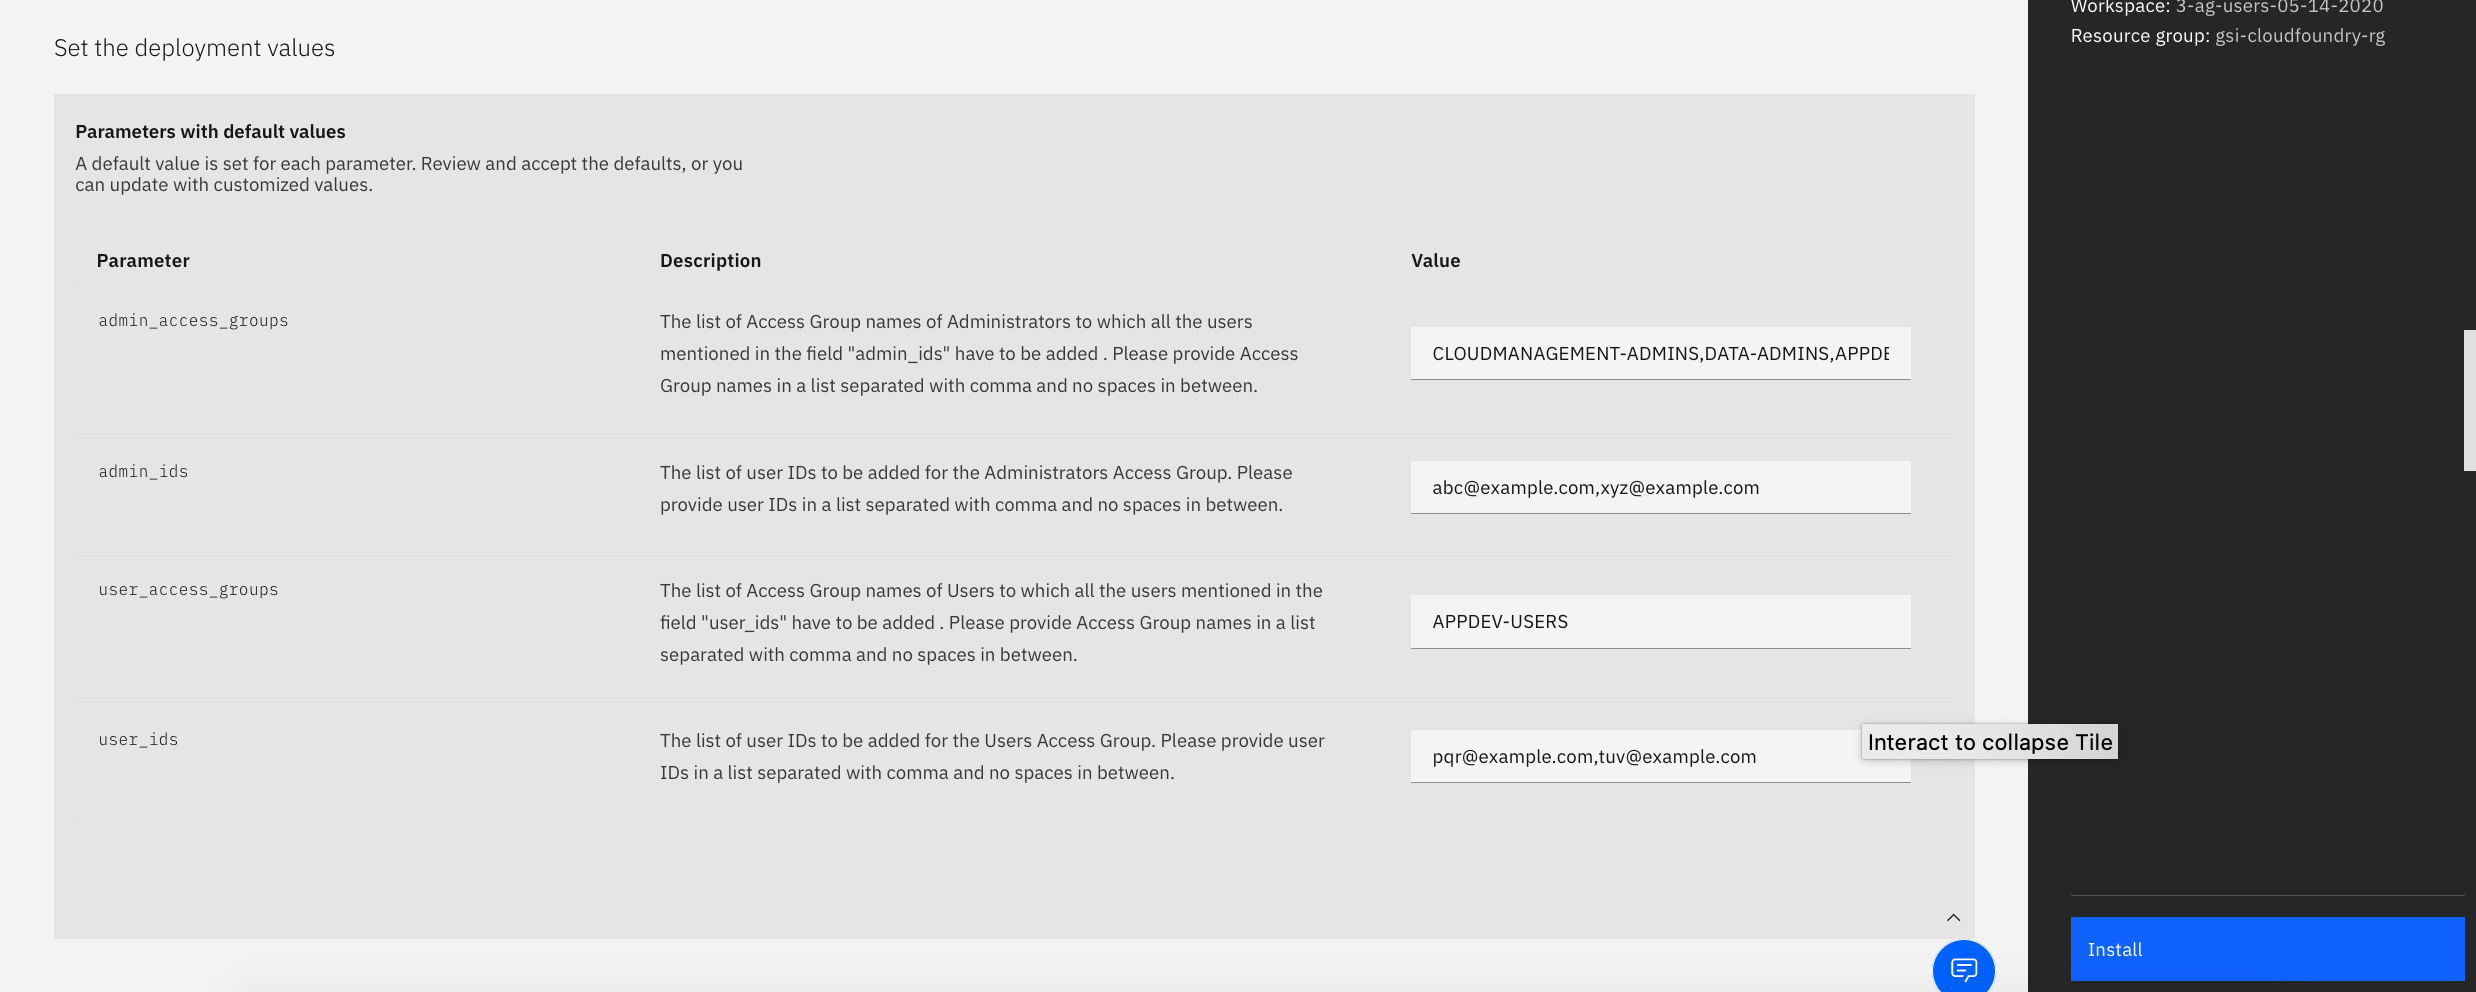 Workspace: 3-ag-users-05-14-2020
Resource group: gsi-cloudfoundry-rg
Set the deployment values
Parameters with default values
A default value is set for each parameter. Review and accept the defaults, or you
can update with customized values.
Parameter Description Value
admin_access_groups
The list of Access Group names of Administrators to which all the users
mentioned in the field "admin_ids" have to be added . Please provide Access
Group names in a list separated with comma and no spaces in between.
CLOUDMANAGEMENT-ADMINS,DATA-ADMINS,APPDE
admin_ids
The list of user IDs to be added for the Administrators Access Group. Please
provide user IDs in a list separated with comma and no spaces in between.
abc@example.com,xyz@example.com
user_access_groups
The list of Access Group names of Users to which all the users mentioned in the
field "user_ids" have to be added . Please provide Access Group names in a list
separated with comma and no spaces in between.
APPDEV-USERS
user_ids
The list of user IDs to be added for the Users Access Group. Please provide user
IDs in a list separated with comma and no spaces in between.
pqr@example.com,tuv@example.com
Interact to collapse Tile
Install